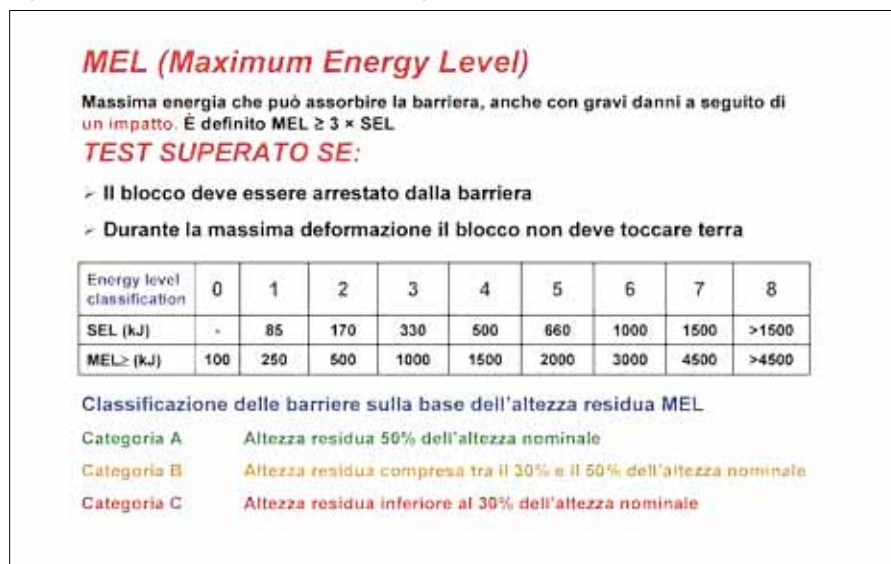 MEL (Maximum Energy Level)
Massima energia che può assorbire la barriera, anche con gravi danni a seguito di
un impatto. È definito MEL ≥ 3 × SEL
TEST SUPERATO SE:
➢ Il blocco deve essere arrestato dalla barriera
➢ Durante la massima deformazione il blocco non deve toccare terra
Energy level classification 0 1 2 3 4 5 6 7 8
SEL (kJ) - 85 170 330 500 660 1000 1500 >1500
MEL≥ (kJ) 100 250 500 1000 1500 2000 3000 4500 >4500
Classificazione delle barriere sulla base dell'altezza residua MEL
Categoria A Altezza residua 50% dell'altezza nominale
Categoria B Altezza residua compresa tra il 30% e il 50% dell'altezza nominale
Categoria C Altezza residua inferiore al 30% dell'altezza nominale